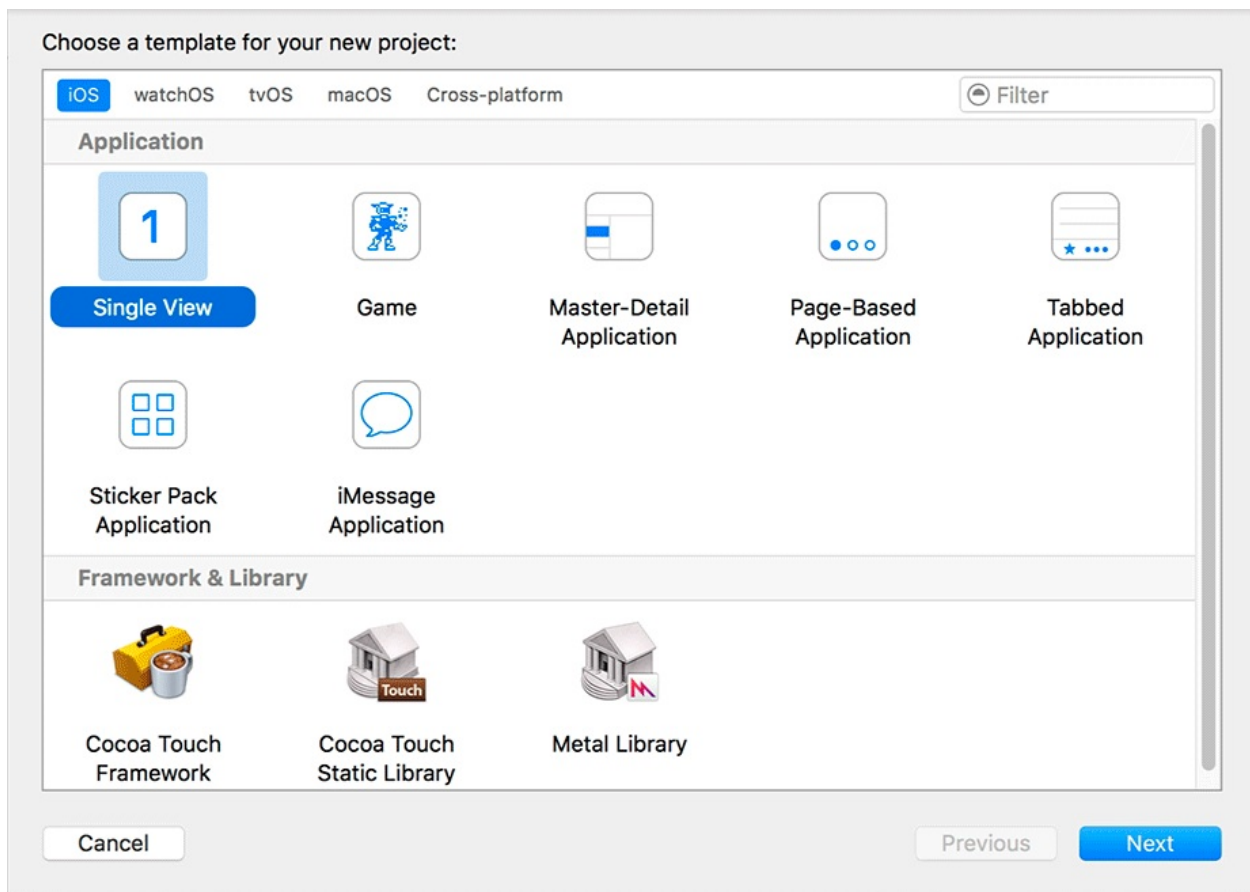 Choose a template for your new project:
iOS watchOS tvOS macOS Cross-platform Filter
Application
1
Single View Game Master-Detail Page-Based Tabbed
Application Application Application
Sticker Pack iMessage
Application Application
Framework & Library
Touch
Cocoa Touch Cocoa Touch Metal Library
Framework Static Library
Cancel Previous Next